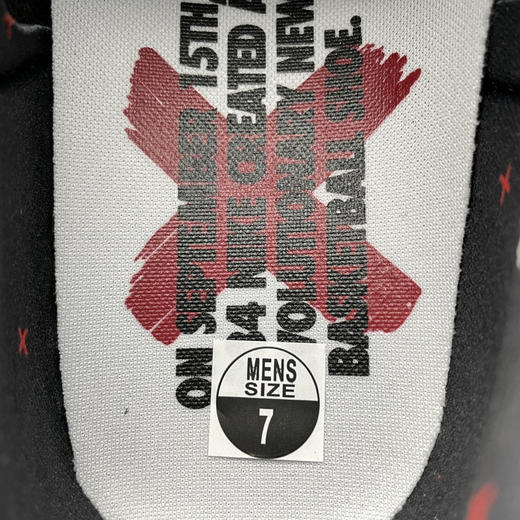 ON SEPTEMBER 15TH,
84 NIKE CREATED A
VOLUTIONARY NEW
BASKETBALL SHOE.
MENS
SIZE
7